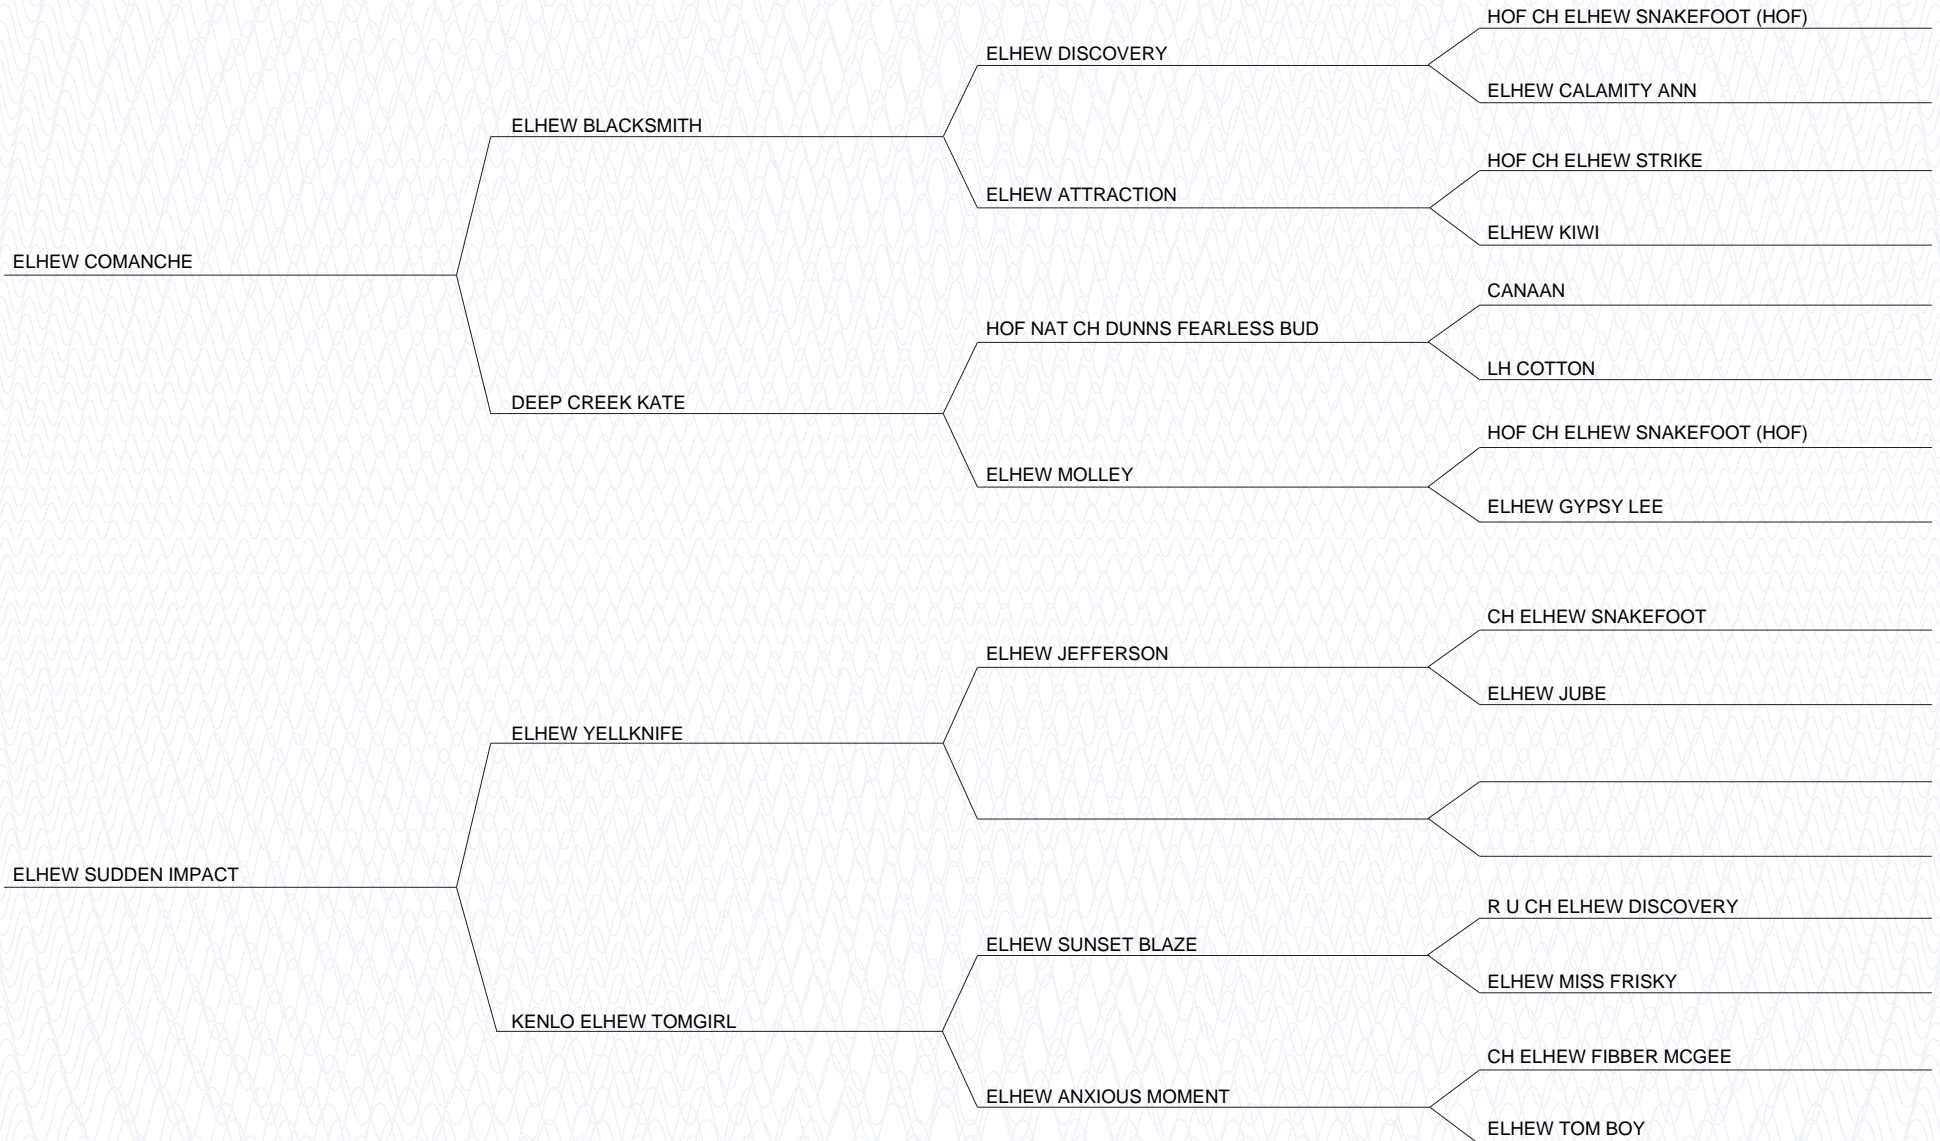 HOF CH ELHEW SNAKEFOOT (HOF)
ELHEW DISCOVERY
ELHEW CALAMITY ANN
ELHEW BLACKSMITH
HOF CH ELHEW STRIKE
ELHEW ATTRACTION
ELHEW KIWI
ELHEW COMANCHE
CANAAN
HOF NAT CH DUNNS FEARLESS BUD
LH COTTON
DEEP CREEK KATE
HOF CH ELHEW SNAKEFOOT (HOF)
ELHEW MOLLEY
ELHEW GYPSY LEE
CH ELHEW SNAKEFOOT
ELHEW JEFFERSON
ELHEW JUBE
ELHEW YELLKNIFE
ELHEW SUDDEN IMPACT
R U CH ELHEW DISCOVERY
ELHEW SUNSET BLAZE
ELHEW MISS FRISKY
KENLO ELHEW TOMGIRL
CH ELHEW FIBBER MCGEE
ELHEW ANXIOUS MOMENT
ELHEW TOM BOY